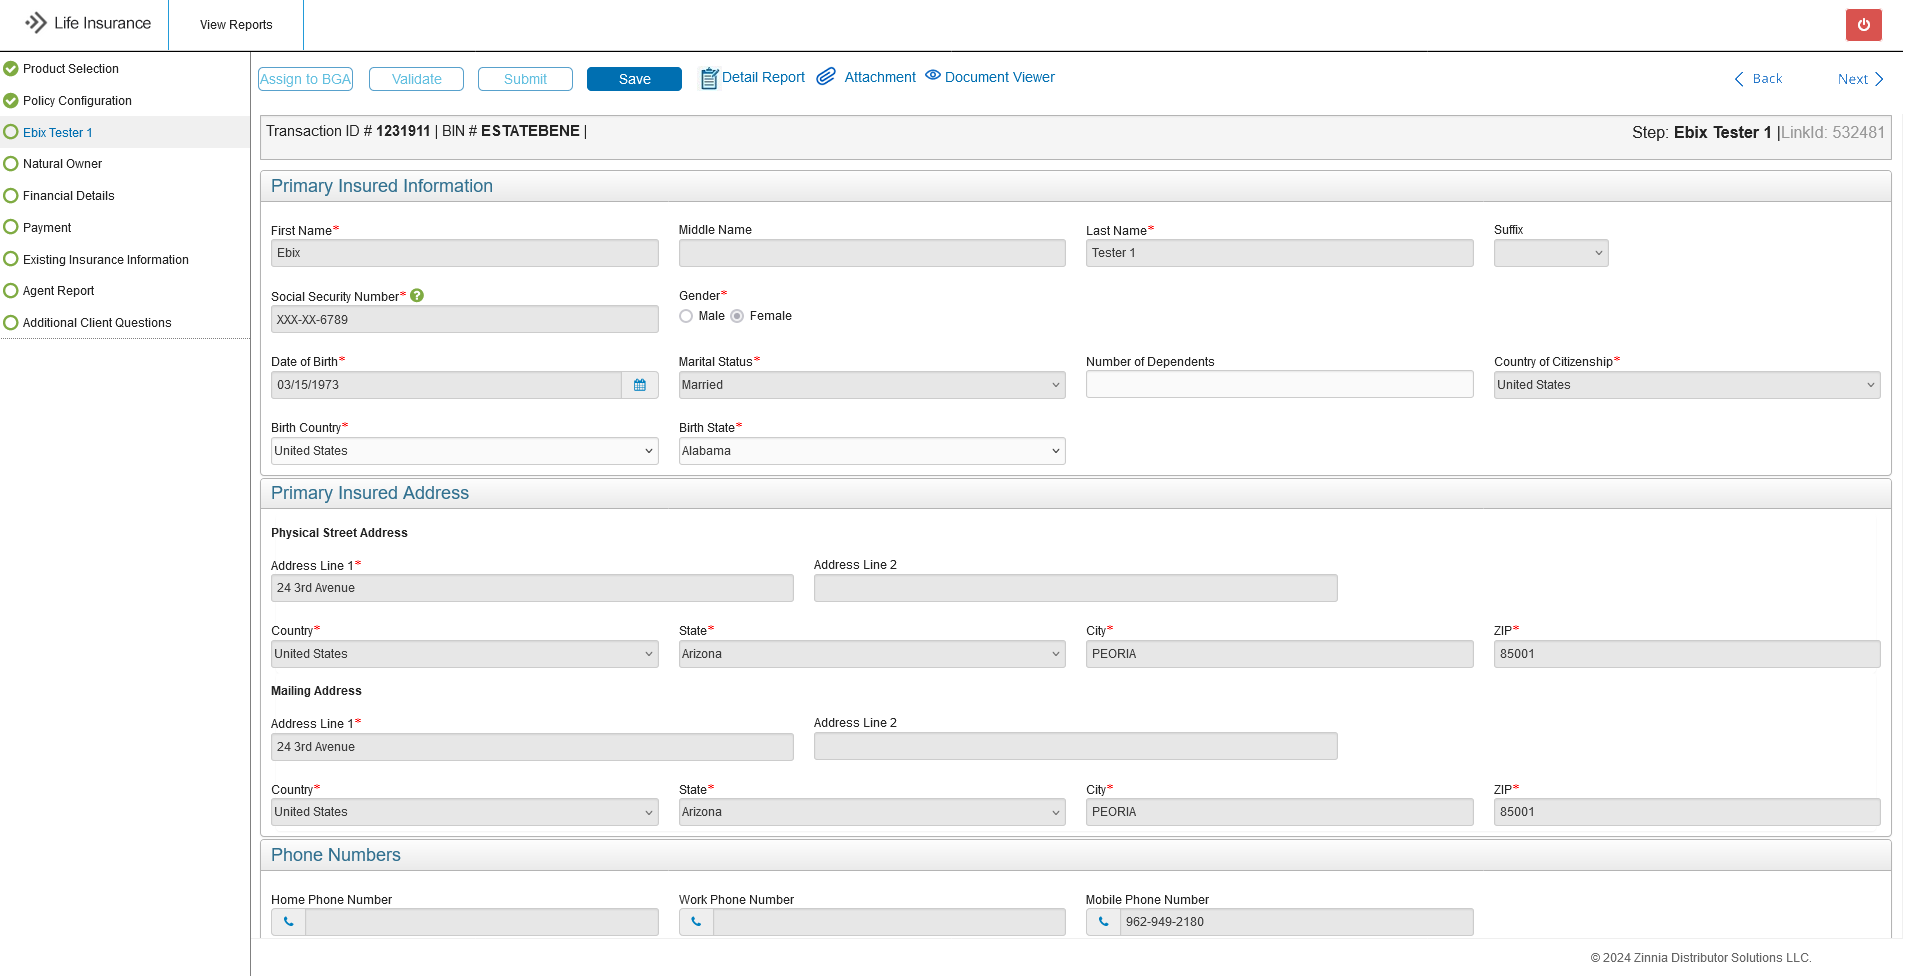 Life Insurance
View Reports
Product Selection
Policy Configuration
Ebix Tester 1
Natural Owner
Financial Details
Payment
Existing Insurance Information
Agent Report
Additional Client Questions
Assign to BGA Validate Submit Save Detail Report Attachment Document Viewer Back Next
Transaction ID # 1231911 | BIN # ESTATEBENE | Step: Ebix Tester 1 |LinkId: 532481
Primary Insured Information
First Name* Middle Name Last Name* Suffix
Ebix Tester 1
Social Security Number* ? Gender*
XXX-XX-6789 Male Female
Date of Birth* Marital Status* Number of Dependents Country of Citizenship*
03/15/1973 Married United States
Birth Country* Birth State*
United States Alabama
Primary Insured Address
Physical Street Address
Address Line 1* Address Line 2
24 3rd Avenue
Country* State* City* ZIP*
United States Arizona PEORIA 85001
Mailing Address
Address Line 1* Address Line 2
24 3rd Avenue
Country* State* City* ZIP*
United States Arizona PEORIA 85001
Phone Numbers
Home Phone Number Work Phone Number Mobile Phone Number
962-949-2180
© 2024 Zinnia Distributor Solutions LLC.